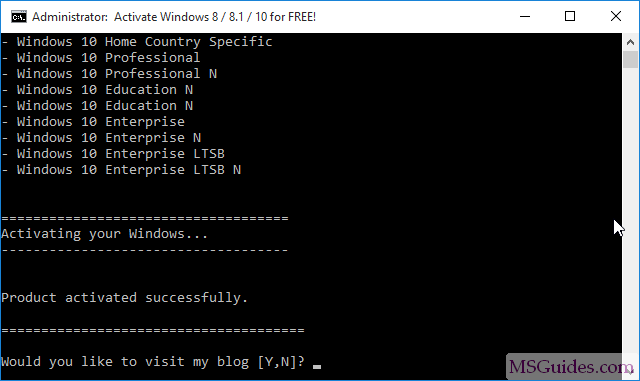 Administrator: Activate Windows 8 / 8.1 / 10 for FREE!
- Windows 10 Home Country Specific
- Windows 10 Professional
- Windows 10 Professional N
- Windows 10 Education N
- Windows 10 Education N
- Windows 10 Enterprise
- Windows 10 Enterprise N
- Windows 10 Enterprise LTSB
- Windows 10 Enterprise LTSB N
====================================
Activating your Windows...
------------------------------------
Product activated successfully.
======================================
Would you like to visit my blog [Y,N]? _
MSGuides.com